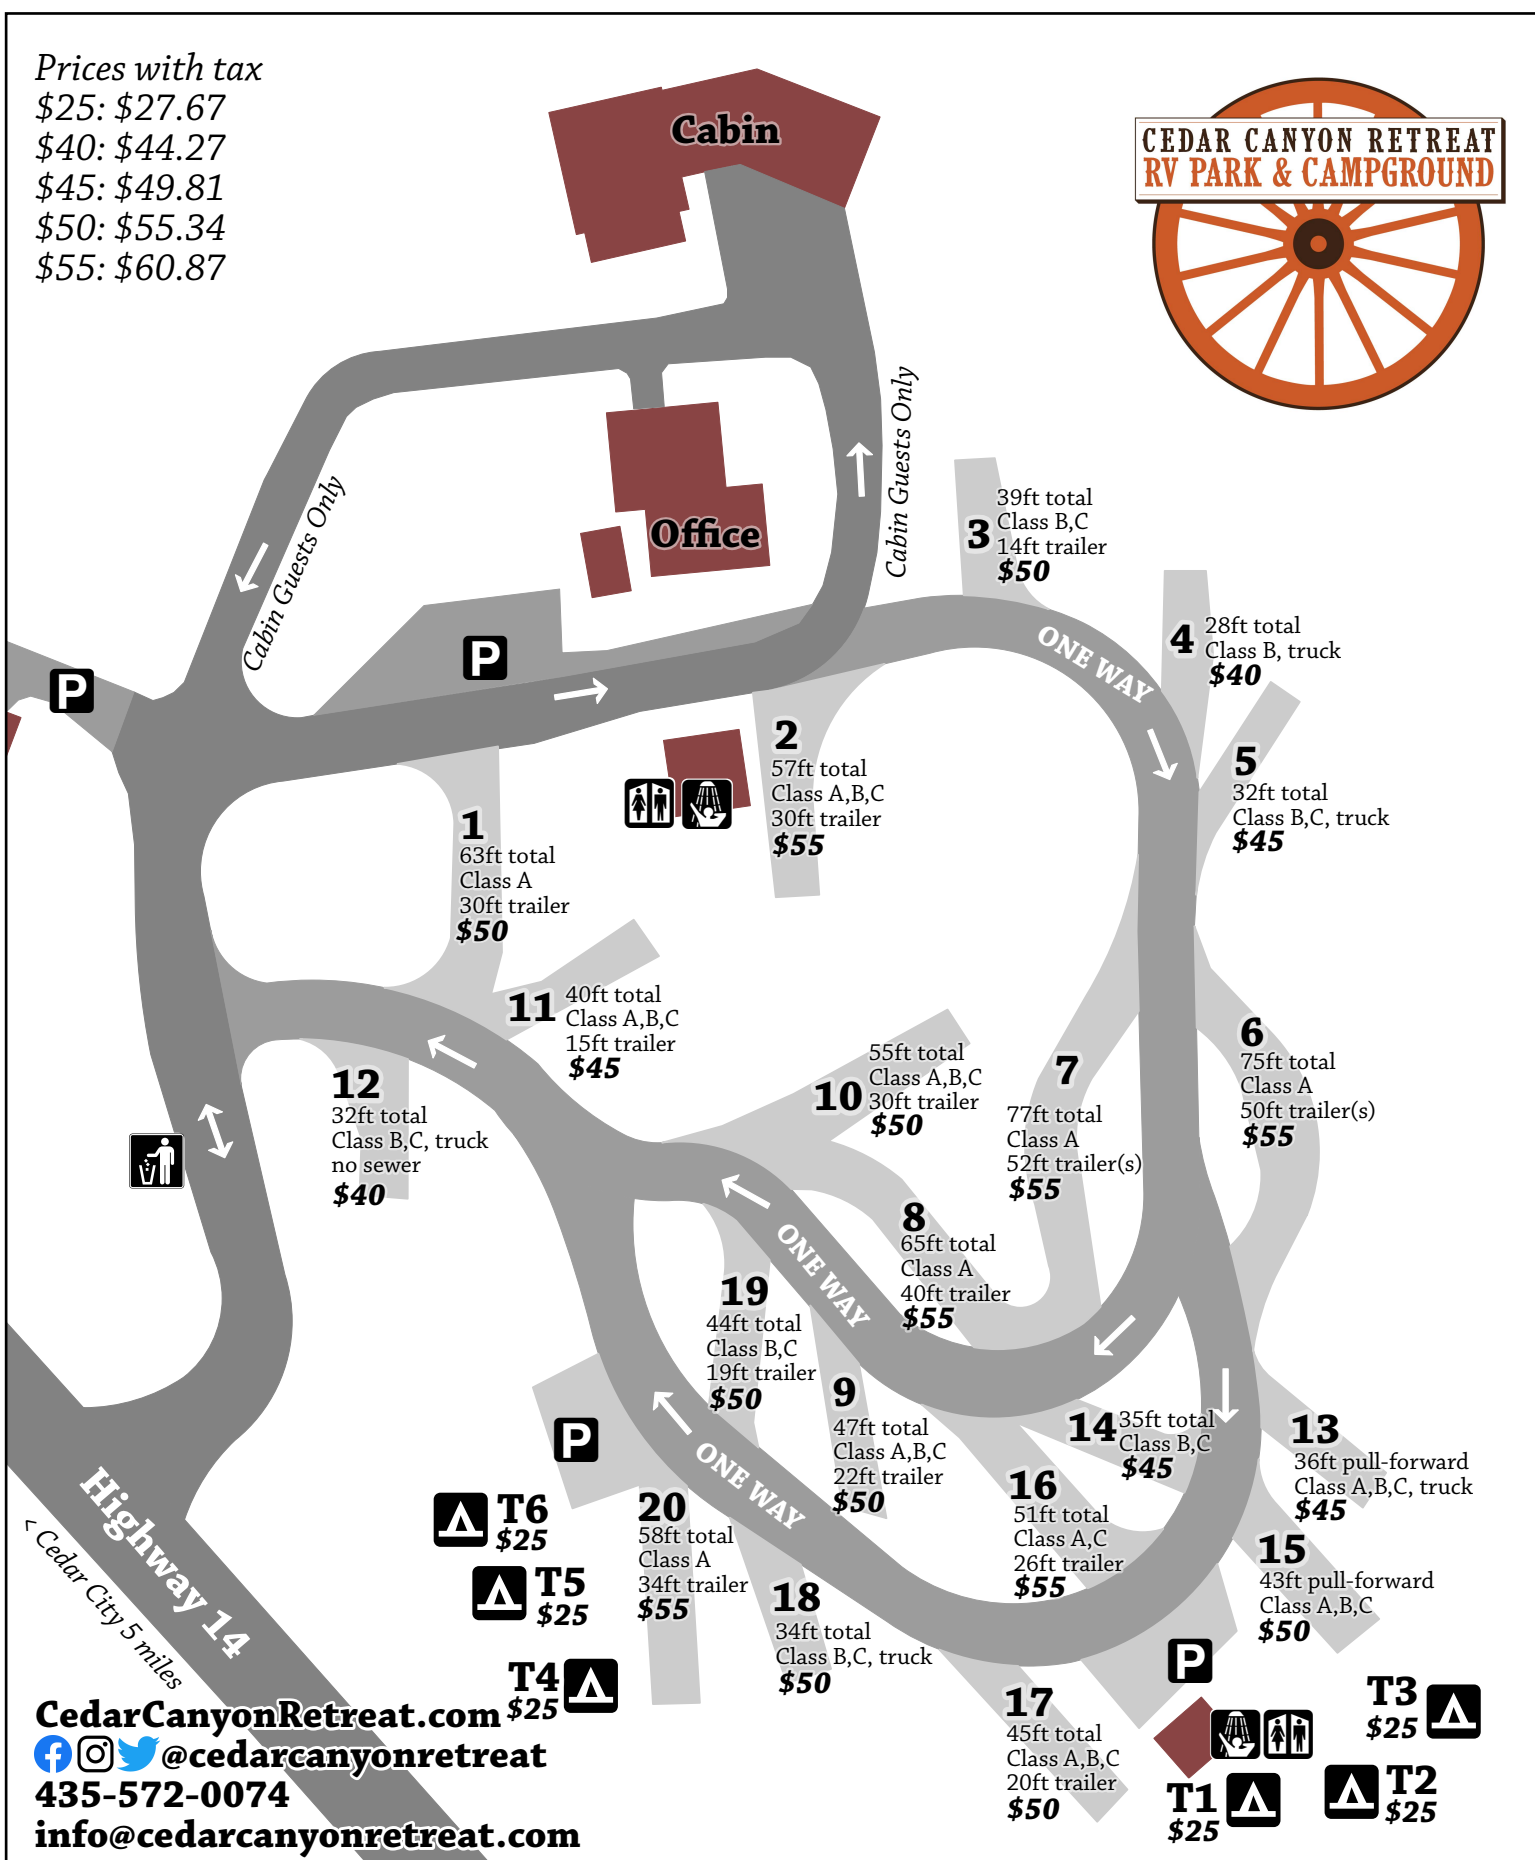 Prices with tax
$25: $27.67
$40: $44.27
$45: $49.81
$50: $55.34
$55: $60.87
Cabin
CEDAR CANYON RETREAT
RV PARK & CAMPGROUND
Cabin Guests Only
Office
Cabin Guests Only
P
P
3
39ft total
Class B,C
14ft trailer
$50
ONE WAY
4
28ft total
Class B, truck
$40
5
32ft total
Class B,C, truck
$45
2
57ft total
Class A,B,C
30ft trailer
$55
1
63ft total
Class A
30ft trailer
$50
11
40ft total
Class A,B,C
15ft trailer
$45
10
55ft total
Class A,B,C
30ft trailer
$50
7
77ft total
Class A
52ft trailer(s)
$55
6
75ft total
Class A
50ft trailer(s)
$55
12
32ft total
Class B,C, truck
no sewer
$40
8
65ft total
Class A
40ft trailer
$55
ONE WAY
19
44ft total
Class B,C
19ft trailer
$50
9
47ft total
Class A,B,C
22ft trailer
$50
14
35ft total
Class B,C
$45
13
36ft pull-forward
Class A,B,C, truck
$45
P
ONE WAY
16
51ft total
Class A,C
26ft trailer
$55
15
43ft pull-forward
Class A,B,C
$50
20
58ft total
Class A
34ft trailer
$55
18
34ft total
Class B,C, truck
$50
17
45ft total
Class A,B,C
20ft trailer
$50
T6
$25
T5
$25
T4
$25
P
T3
$25
T2
$25
T1
$25
Highway 14
< Cedar City 5 miles
CedarCanyonRetreat.com
@cedarcanyonretreat
435-572-0074
info@cedarcanyonretreat.com